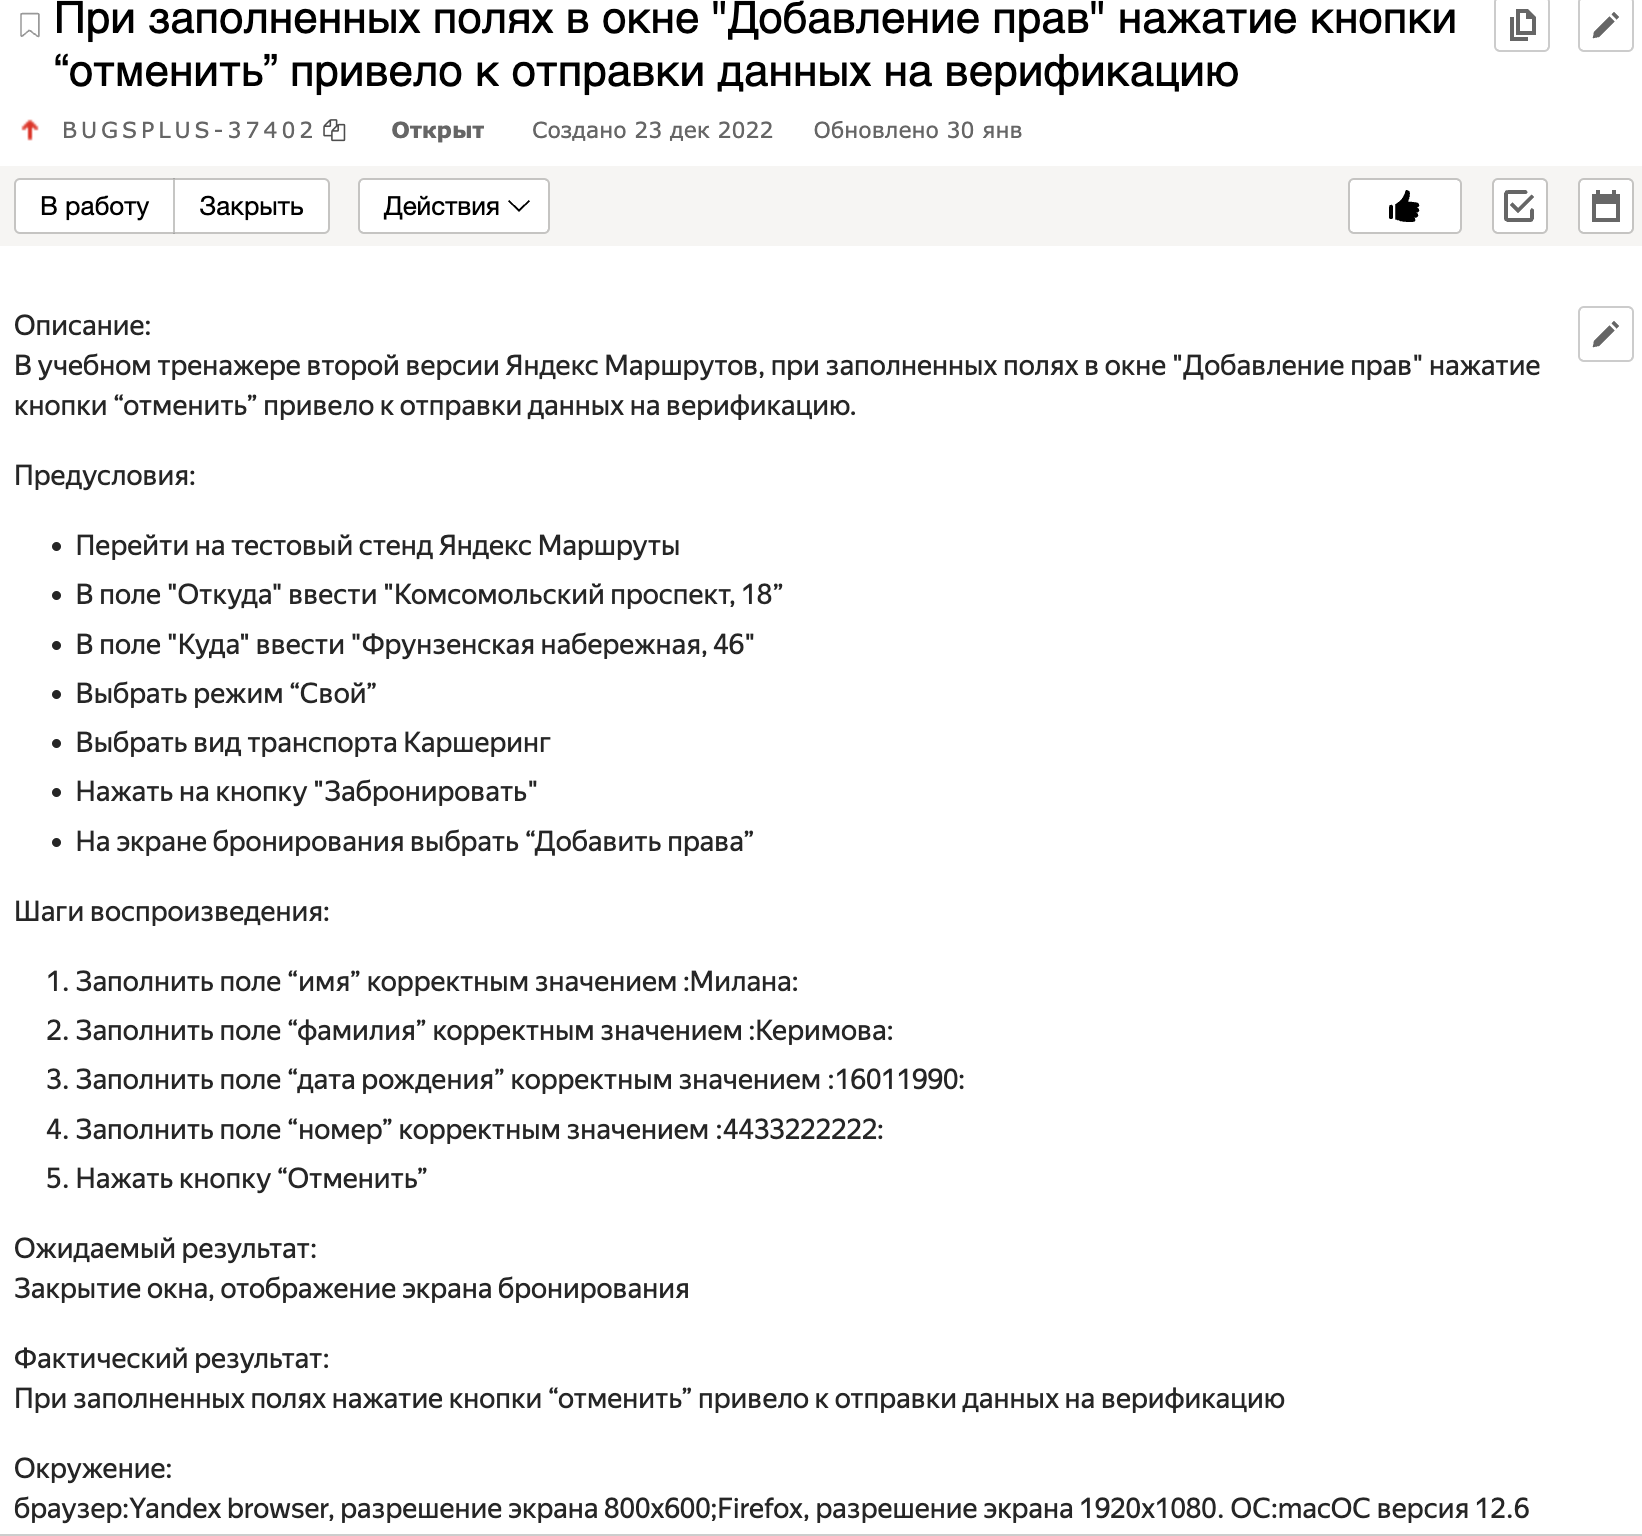 При заполненных полях в окне "Добавление прав" нажатие кнопки
“отменить” привело к отправки данных на верификацию
BUGSPLUS-37402 Открыт Создано 23 дек 2022 Обновлено 30 янв
В работу Закрыть Действия
Описание:
В учебном тренажере второй версии Яндекс Маршрутов, при заполненных полях в окне "Добавление прав" нажатие
кнопки “отменить” привело к отправки данных на верификацию.
Предусловия:
• Перейти на тестовый стенд Яндекс Маршруты
• В поле "Откуда" ввести "Комсомольский проспект, 18”
• В поле "Куда" ввести "Фрунзенская набережная, 46"
• Выбрать режим “Свой”
• Выбрать вид транспорта Каршеринг
• Нажать на кнопку "Забронировать"
• На экране бронирования выбрать “Добавить права”
Шаги воспроизведения:
1. Заполнить поле “имя” корректным значением :Милана:
2. Заполнить поле “фамилия” корректным значением :Керимова:
3. Заполнить поле “дата рождения” корректным значением :16011990:
4. Заполнить поле “номер” корректным значением :4433222222:
5. Нажать кнопку “Отменить”
Ожидаемый результат:
Закрытие окна, отображение экрана бронирования
Фактический результат:
При заполненных полях нажатие кнопки “отменить” привело к отправки данных на верификацию
Окружение:
браузер:Yandex browser, разрешение экрана 800x600;Firefox, разрешение экрана 1920x1080. ОС:macOC версия 12.6